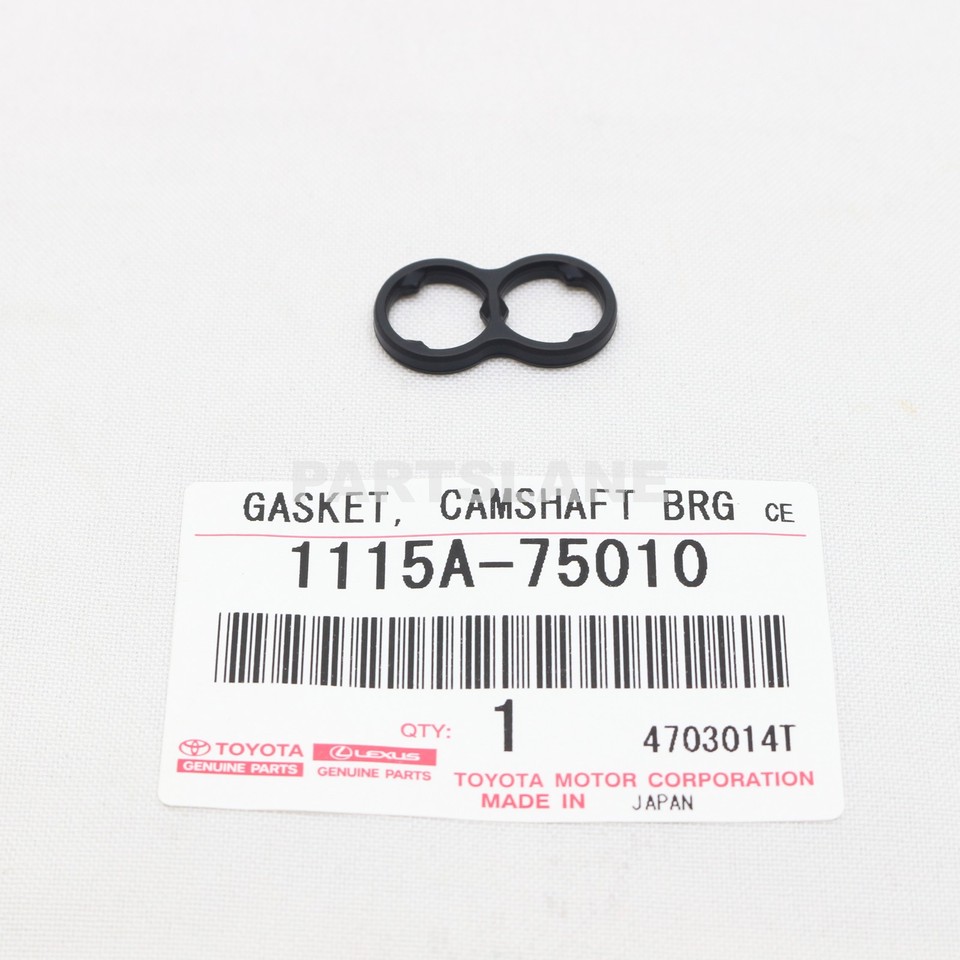 PARTSLANE
GASKET, CAMSHAFT BRG CE
1115A-75010
QTY: 1 4703014T
TOYOTA LEXUS
GENUINE PARTS GENUINE PARTS
TOYOTA MOTOR CORPORATION
MADE IN JAPAN